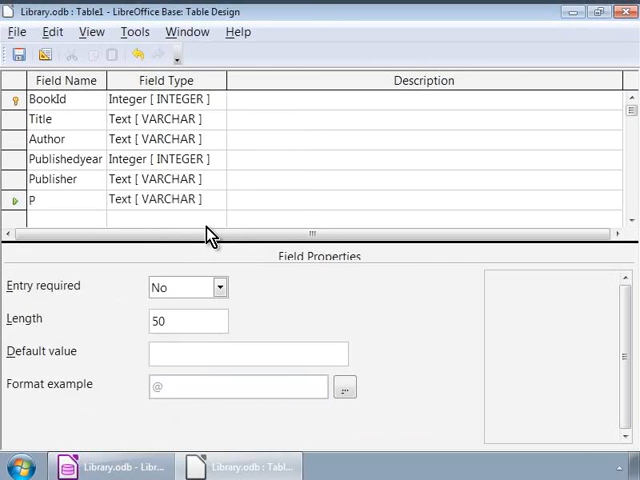 Library.odb : Table1 - LibreOffice Base: Table Design
File Edit View Tools Window Help
Field Name Field Type Description
BookId Integer [ INTEGER ]
Title Text [ VARCHAR ]
Author Text [ VARCHAR ]
Publishedyear Integer [ INTEGER ]
Publisher Text [ VARCHAR ]
P Text [ VARCHAR ]
Field Properties
Entry required No
Length 50
Default value
Format example @ ...
Library.odb - Libr... Library.odb : Tabl...